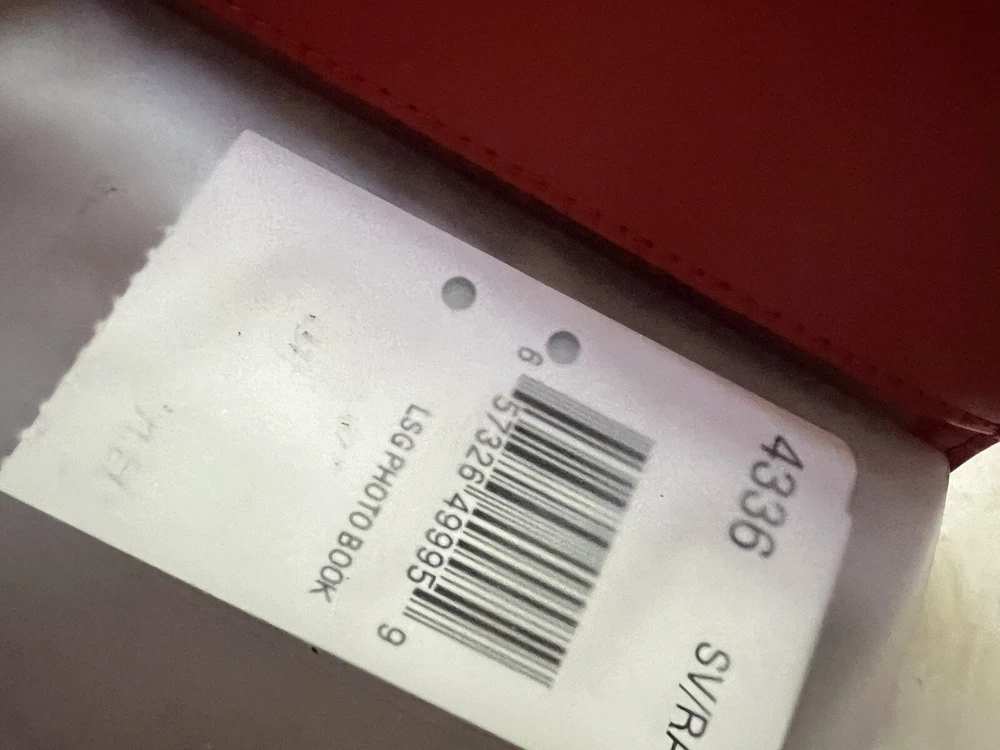 4336 SV/RA
6 57326 49995 9
LSG PHOTO BOOK